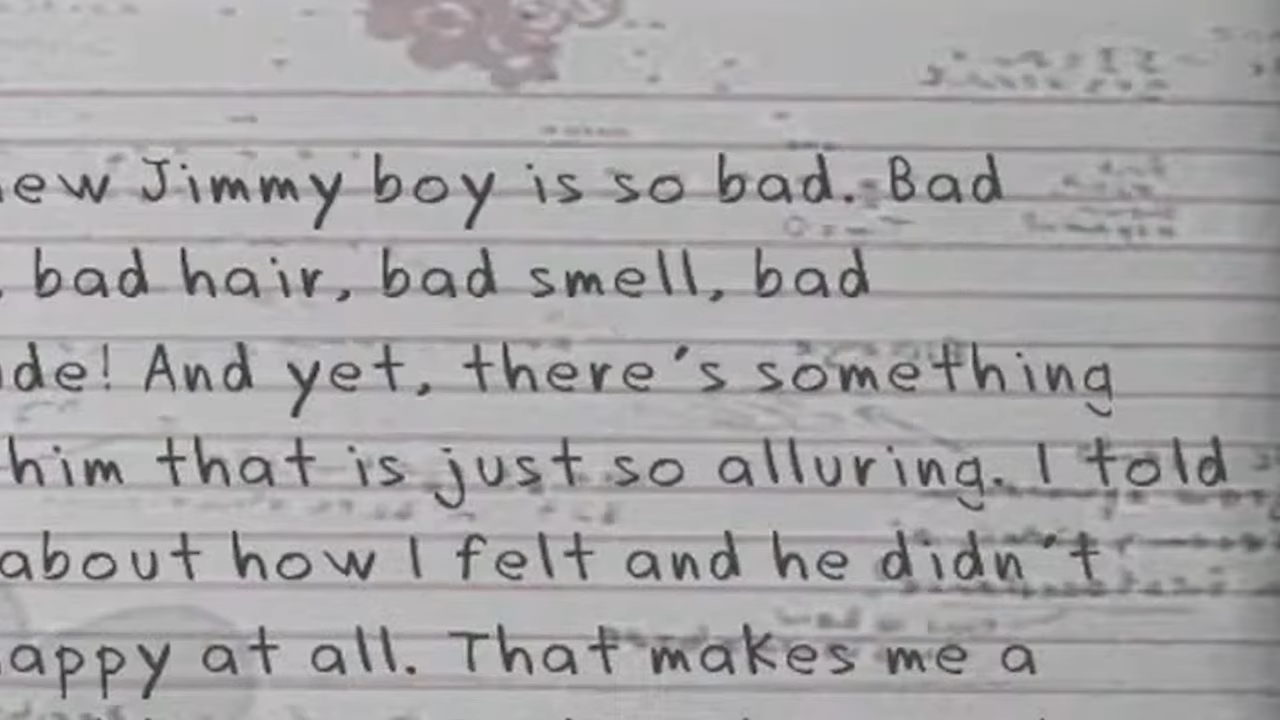 ew Jimmy boy is so bad. Bad
, bad hair, bad smell, bad
de! And yet, there's something
him that is just so alluring. I told
about how I felt and he didn't
appy at all. That makes me a